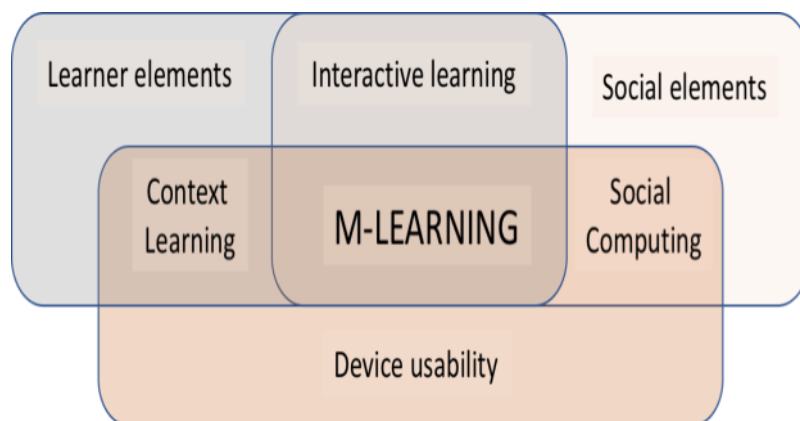 Learner elements
Interactive learning
Social elements
Context
Learning
M-LEARNING
Social
Computing
Device usability